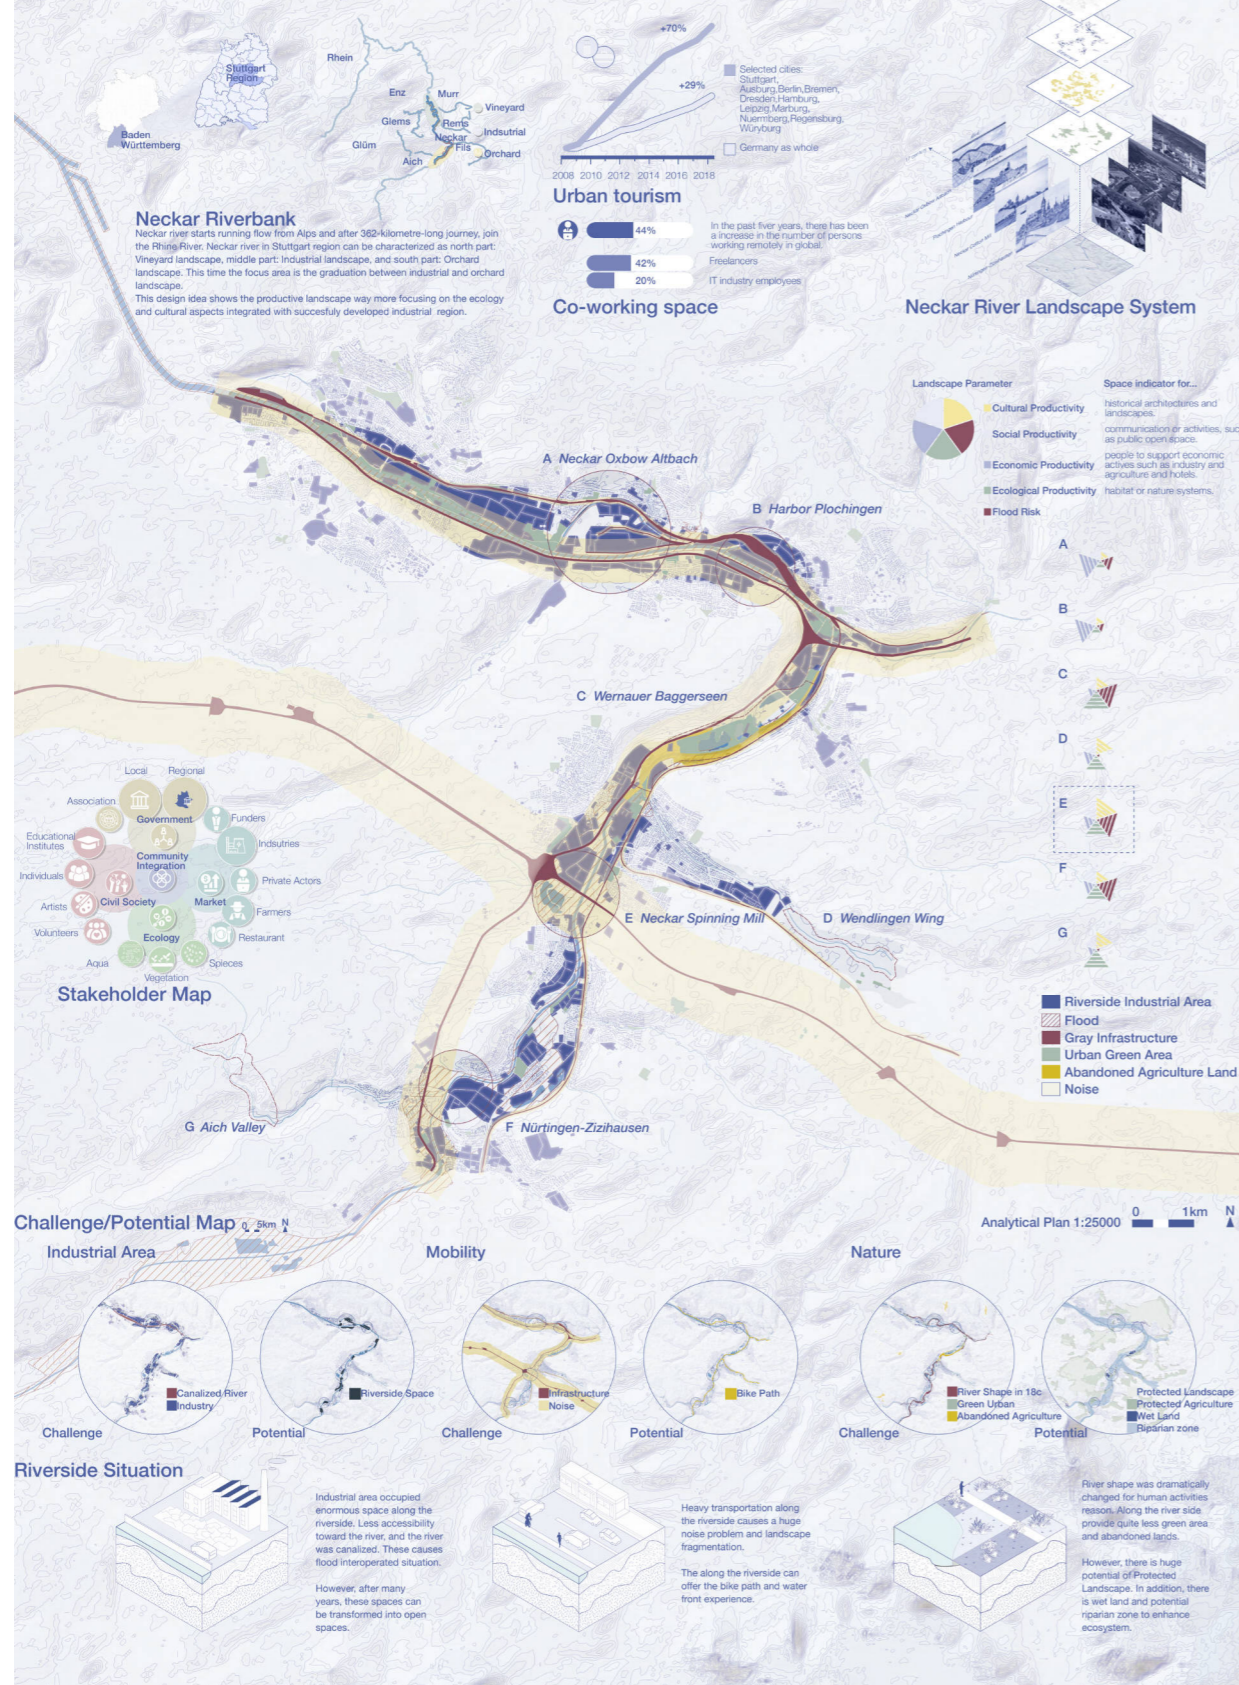 Baden
Württemberg
Stuttgart
Region
Rhein
Enz
Murr
Glems
Rems
Neckar
Glüm
Fils
Aich
Vineyard
Indsutrial
Orchard
Neckar Riverbank
Neckar river starts running flow from Alps and after 362-kilometre-long journey, join
the Rhine River. Neckar river in Stuttgart region can be characterized as north part:
Vineyard landscape, middle part: Industrial landscape, and south part: Orchard
landscape. This time the focus area is the graduation between industrial and orchard
landscape.
This design idea shows the productive landscape way more focusing on the ecology
and cultural aspects integrated with succesfuly developed industrial region.
+70%
+29%
Selected cities:
Stuttgart,
Ausburg,Berlin,Bremen,
Dresden,Hamburg,
Leipzig,Marburg,
Nuermberg,Regensburg,
Würyburg
Germany as whole
2008 2010 2012 2014 2016 2018
Urban tourism
44%
In the past fiver years, there has been
a increase in the number of persons
working remotely in global.
42%
Freelancers
20%
IT industry employees
Co-working space
Neckar River Landscape System
Landscape Parameter
Space indicator for...
Cultural Productivity
historical architectures and
landscapes.
Social Productivity
communication or activities, suc
as public open space.
Economic Productivity
people to support economic
actives such as industry and
agriculture and hotels.
Ecological Productivity
habitat or nature systems.
Flood Risk
A
B
C
D
E
F
G
A Neckar Oxbow Altbach
B Harbor Plochingen
C Wernauer Baggerseen
E Neckar Spinning Mill
D Wendlingen Wing
G Aich Valley
F Nürtingen-Zizihausen
Local
Regional
Association
Government
Funders
Educational
Institutes
Indsutries
Community
Integration
Individuals
Private Actors
Civil Society
Market
Artists
Farmers
Volunteers
Ecology
Restaurant
Aqua
Vegetation
Spieces
Stakeholder Map
Riverside Industrial Area
Flood
Gray Infrastructure
Urban Green Area
Abandoned Agriculture Land
Noise
Challenge/Potential Map
0 5km N
Analytical Plan 1:25000
0 1km N
Industrial Area
Mobility
Nature
Canalized River
Industry
Riverside Space
Infrastructure
Noise
Bike Path
River Shape in 18c
Green Urban
Abandoned Agriculture
Protected Landscape
Protected Agriculture
Wet Land
Riparian zone
Challenge
Potential
Challenge
Potential
Challenge
Potential
Riverside Situation
Industrial area occupied
enormous space along the
riverside. Less accessibility
toward the river, and the river
was canalized. These causes
flood interoperated situation.
However, after many
years, these spaces can
be transformed into open
spaces.
Heavy transportation along
the riverside causes a huge
noise problem and landscape
fragmentation.
The along the riverside can
offer the bike path and water
front experience.
River shape was dramatically
changed for human activities
reason. Along the river side
provide quite less green area
and abandoned lands.
However, there is huge
potential of Protected
Landscape. In addition, there
is wet land and potential
riparian zone to enhance
ecosystem.